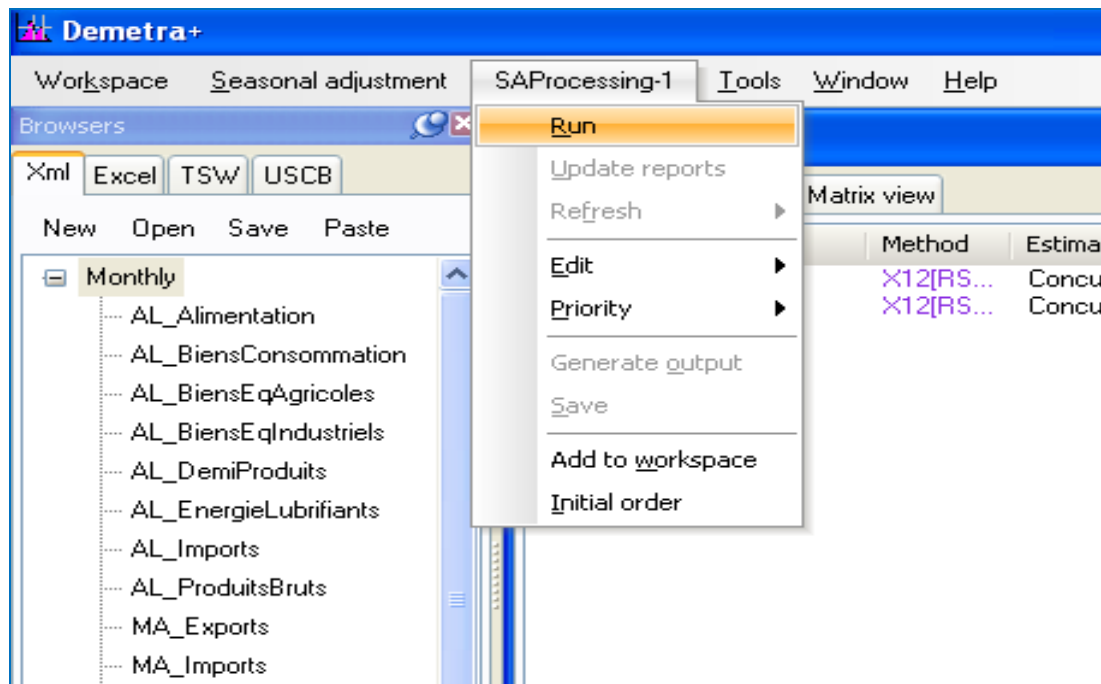 Demetra+
Workspace Seasonal adjustment SAProcessing-1 Tools Window Help
Browsers
Xml Excel TSW USCB
New Open Save Paste
Monthly
AL_Alimentation
AL_BiensConsommation
AL_BiensEqAgricoles
AL_BiensEqIndustriels
AL_DemiProduits
AL_EnergieLubrifiants
AL_Imports
AL_ProduitsBruts
MA_Exports
MA_Imports
Run
Update reports
Refresh
Edit
Priority
Generate output
Save
Add to workspace
Initial order
Matrix view
Method Estima
X12[RS... Concu
X12[RS... Concu